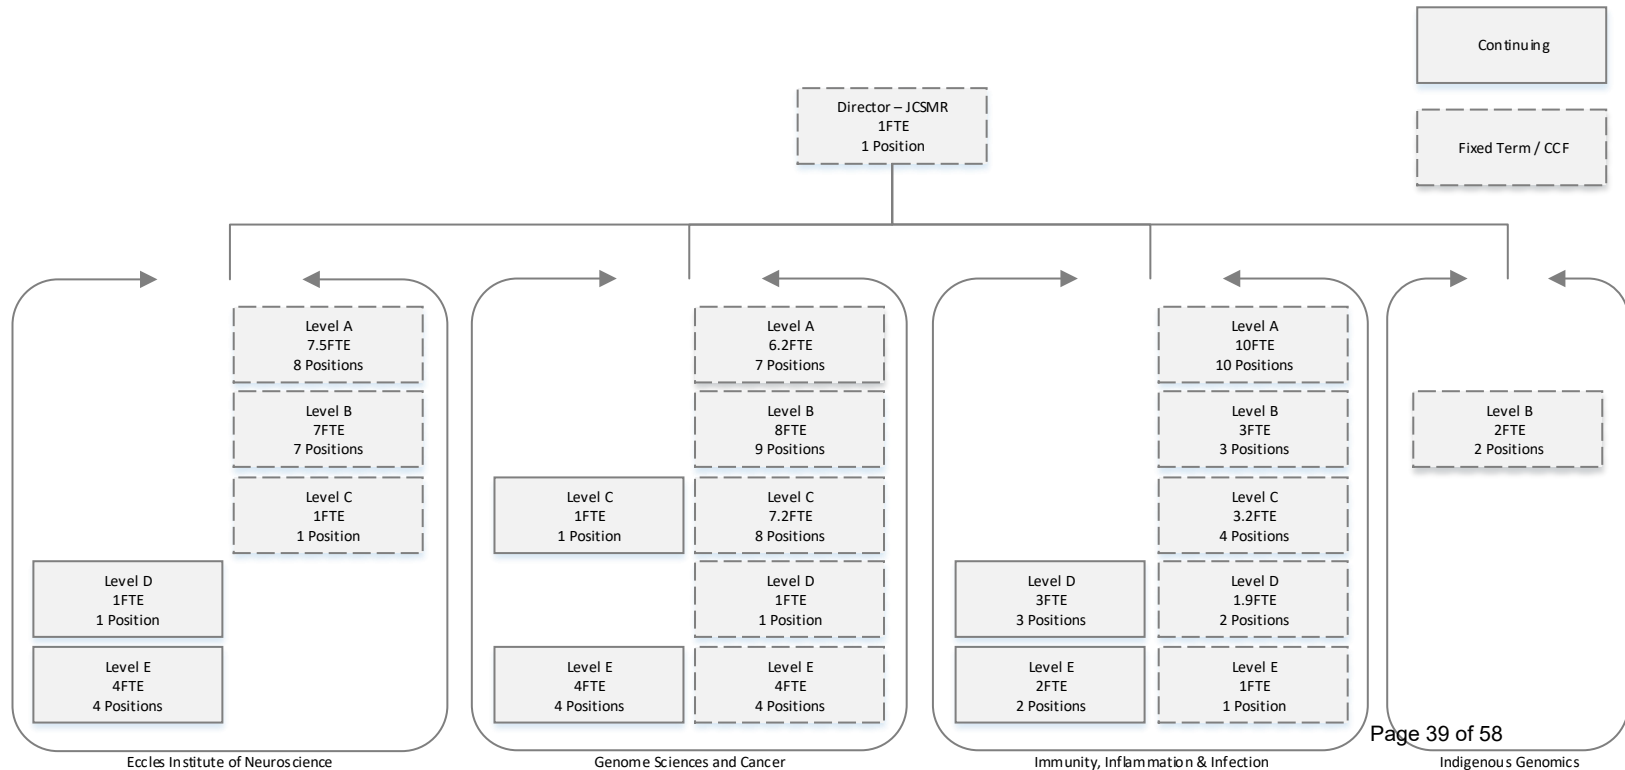 Continuing
Director – JCSMR
1FTE
1 Position
Fixed Term / CCF
Level A
7.5FTE
8 Positions
Level B
7FTE
7 Positions
Level C
1FTE
1 Position
Level D
1FTE
1 Position
Level E
4FTE
4 Positions
Eccles Institute of Neuroscience
Level A
6.2FTE
7 Positions
Level B
8FTE
9 Positions
Level C
1FTE
1 Position
Level C
7.2FTE
8 Positions
Level D
1FTE
1 Position
Level E
4FTE
4 Positions
Level E
4FTE
4 Positions
Genome Sciences and Cancer
Level A
10FTE
10 Positions
Level B
3FTE
3 Positions
Level C
3.2FTE
4 Positions
Level D
3FTE
3 Positions
Level D
1.9FTE
2 Positions
Level E
2FTE
2 Positions
Level E
1FTE
1 Position
Immunity, Inflammation & Infection
Level B
2FTE
2 Positions
Indigenous Genomics
Page 39 of 58